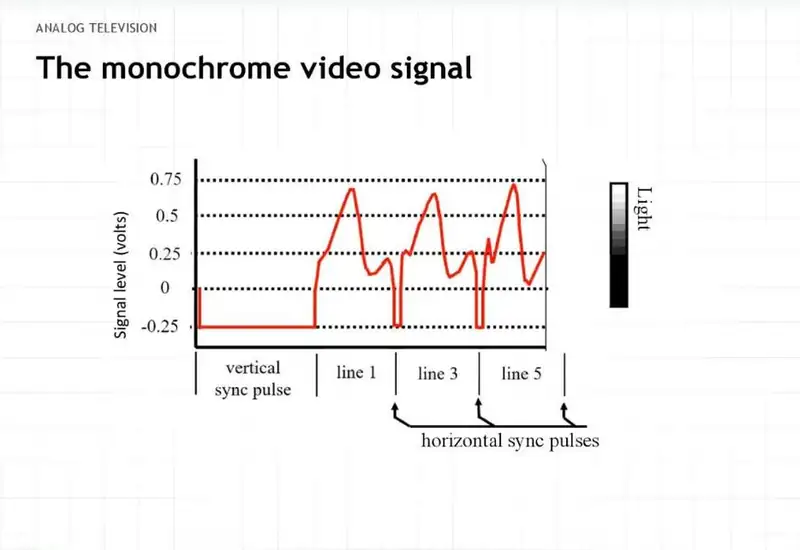 ANALOG TELEVISION
The monochrome video signal
0.75
0.5
0.25
0
-0.25
Signal level (volts)
Light
vertical
sync pulse
line 1
line 3
line 5
horizontal sync pulses